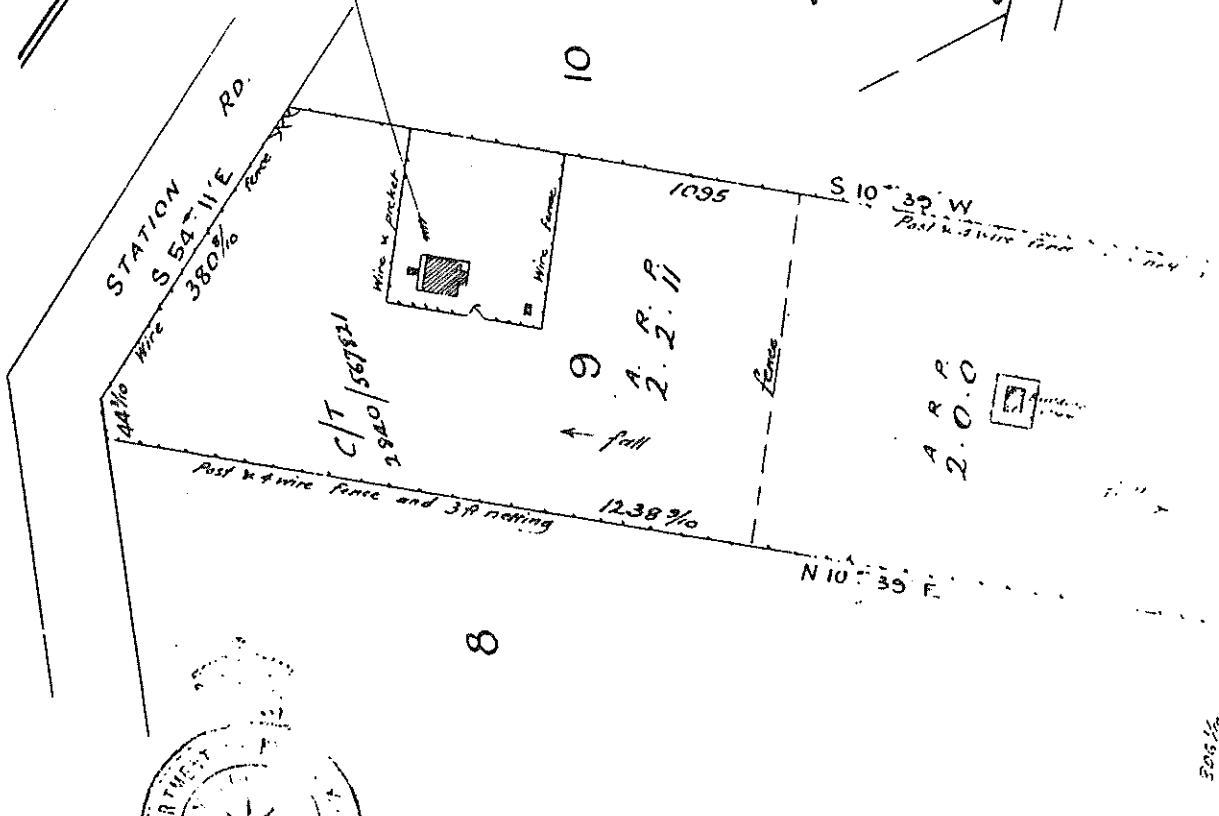 10
STATION RD.
S 54° 11' E
380 8/10
Wire fence
44 3/10
Wire & picket
Wire fence
1095
S 10° 39' W
Post & 4 wire fence
C/T
2840/567821
9
A. R. P.
2. 2. 11
← fall
fence
A R P.
2. 0. 0
Post & 4 wire fence and 3ft netting
1238 9/10
N 10° 39' E
8